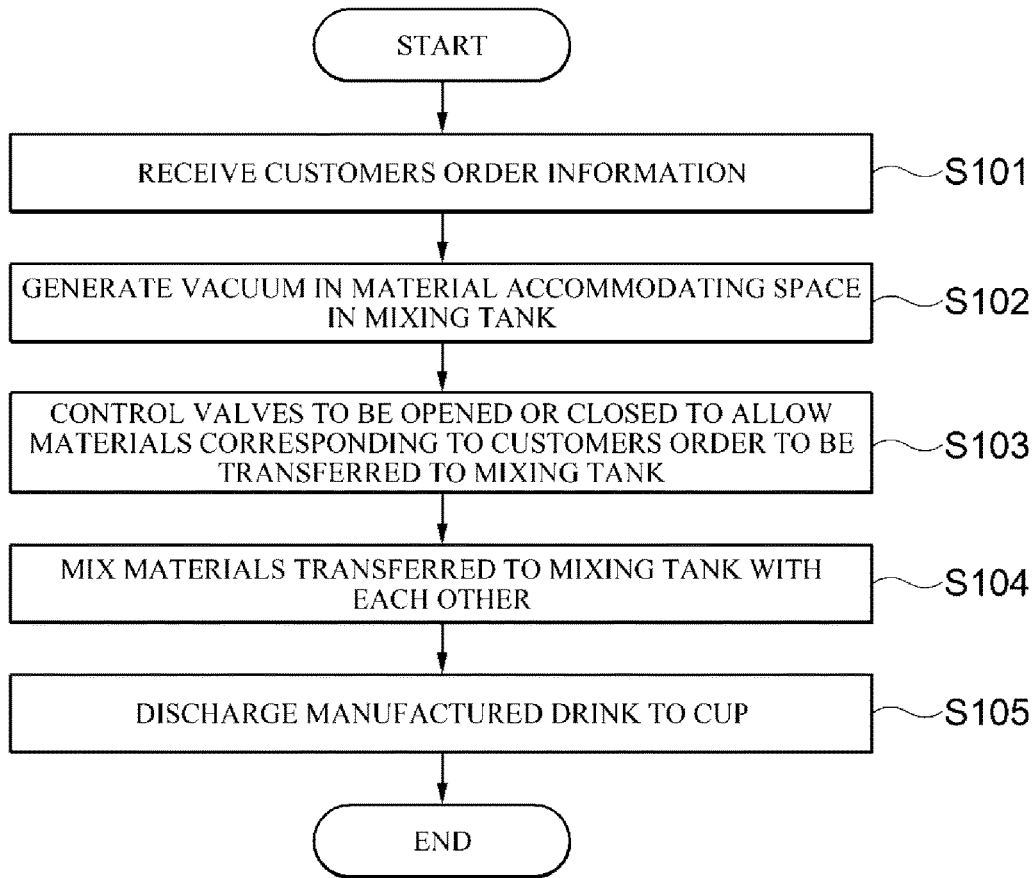 START
RECEIVE CUSTOMERS ORDER INFORMATION
S101
GENERATE VACUUM IN MATERIAL ACCOMMODATING SPACE
IN MIXING TANK
S102
CONTROL VALVES TO BE OPENED OR CLOSED TO ALLOW
MATERIALS CORRESPONDING TO CUSTOMERS ORDER TO BE
TRANSFERRED TO MIXING TANK
S103
MIX MATERIALS TRANSFERRED TO MIXING TANK WITH
EACH OTHER
S104
DISCHARGE MANUFACTURED DRINK TO CUP
S105
END